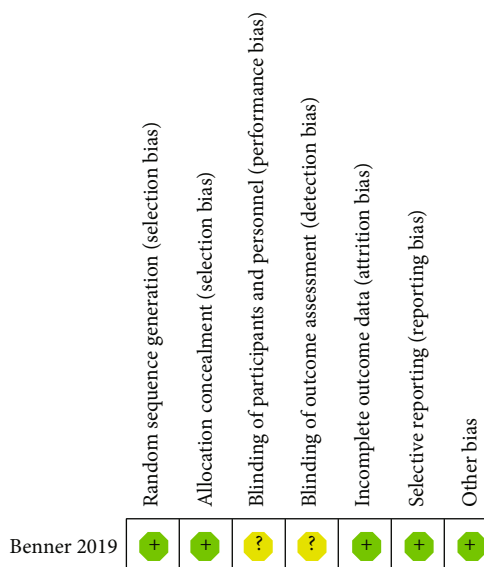 Random sequence generation (selection bias)
Allocation concealment (selection bias)
Blinding of participants and personnel (performance bias)
Blinding of outcome assessment (detection bias)
Incomplete outcome data (attrition bias)
Selective reporting (reporting bias)
Other bias
Benner 2019 + + ? ? + + +